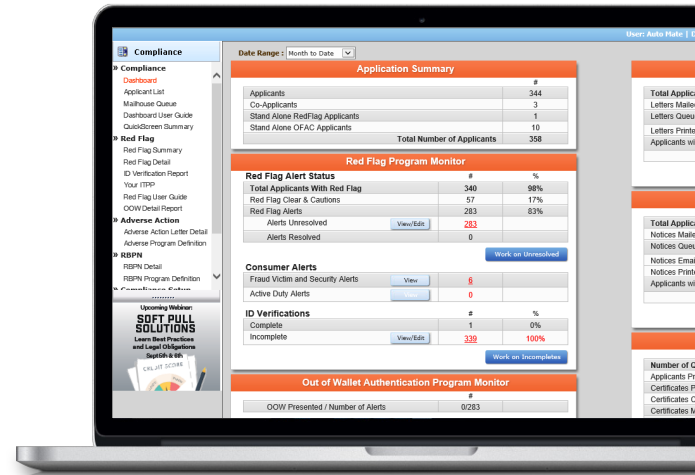 User: Auto Mate |
Compliance
Date Range : Month to Date
» Compliance
Dashboard
Applicant List
Mailhouse Queue
Dashboard User Guide
QuickScreen Summary
» Red Flag
Red Flag Summary
Red Flag Detail
ID Verification Report
Your ITPP
Red Flag User Guide
OOW Detail Report
» Adverse Action
Adverse Action Letter Detail
Adverse Program Definition
» RBPN
RBPN Detail
RBPN Program Definition
» Compliance Setup
Upcoming Webinar:
SOFT PULL
SOLUTIONS
Learn Best Practices
and Legal Obligations
Sept 5th & 6th
CREDIT SCORE
Application Summary
#
Applicants 344
Co-Applicants 3
Stand Alone RedFlag Applicants 1
Stand Alone OFAC Applicants 10
Total Number of Applicants 358
Red Flag Program Monitor
Red Flag Alert Status # %
Total Applicants With Red Flag 340 98%
Red Flag Clear & Cautions 57 17%
Red Flag Alerts 283 83%
Alerts Unresolved View/Edit 283
Alerts Resolved 0
Work on Unresolved
Consumer Alerts
Fraud Victim and Security Alerts View 6
Active Duty Alerts View 0
ID Verifications # %
Complete 1 0%
Incomplete View/Edit 339 100%
Work on Incompletes
Out of Wallet Authentication Program Monitor
#
OOW Presented / Number of Alerts 0/283
Total Applic
Letters Maile
Letters Queu
Letters Printe
Applicants wi
Total Applic
Notices Maile
Notices Queu
Notices Emai
Notices Printe
Applicants wi
Number of C
Applicants Pr
Certificates P
Certificates C
Certificates M